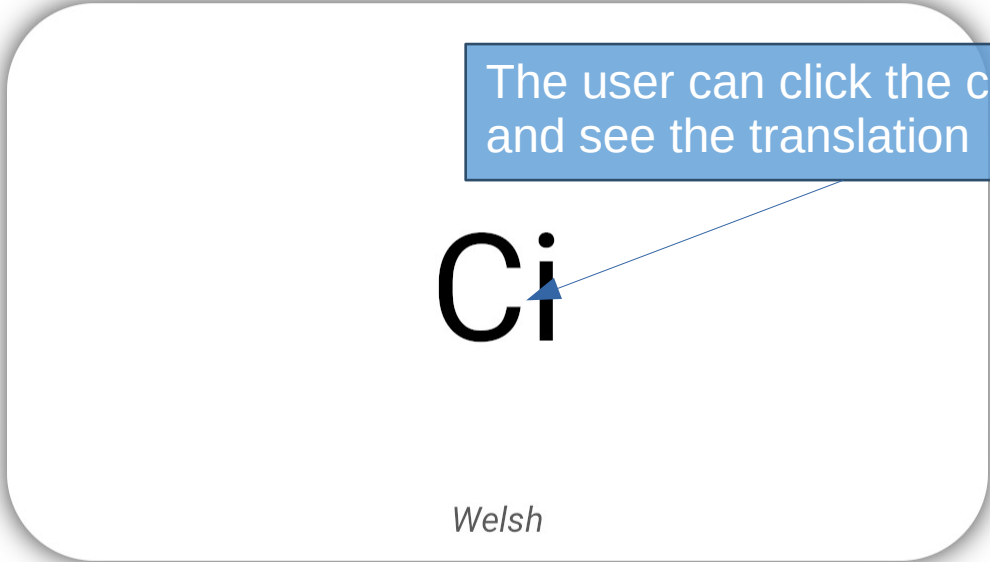 The user can click the c
and see the translation
Ci
Welsh